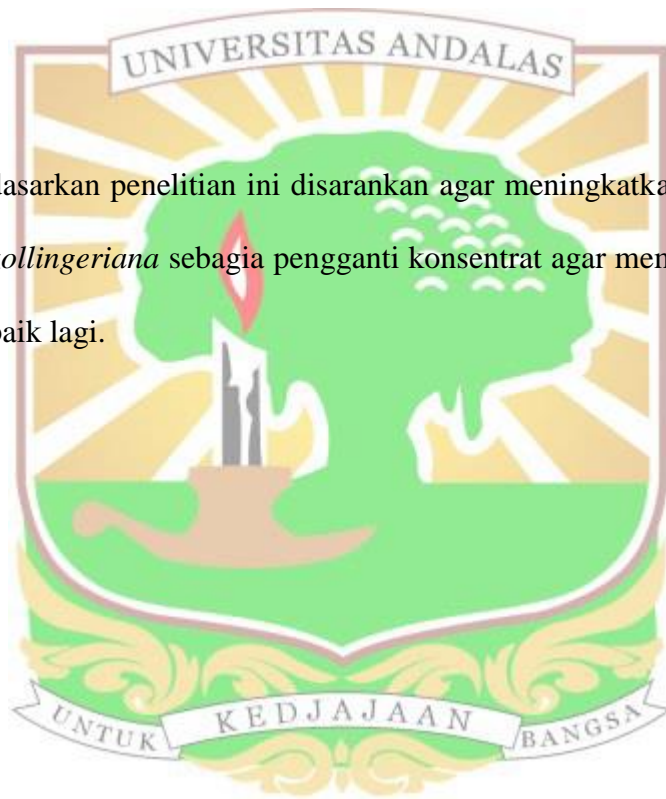 UNIVERSITAS ANDALAS
dasarkan penelitian ini disarankan agar meningkatka
ollingeriana sebagia pengganti konsentrat agar men
baik lagi.
UNTUK KEDJAJAAN BANGSA